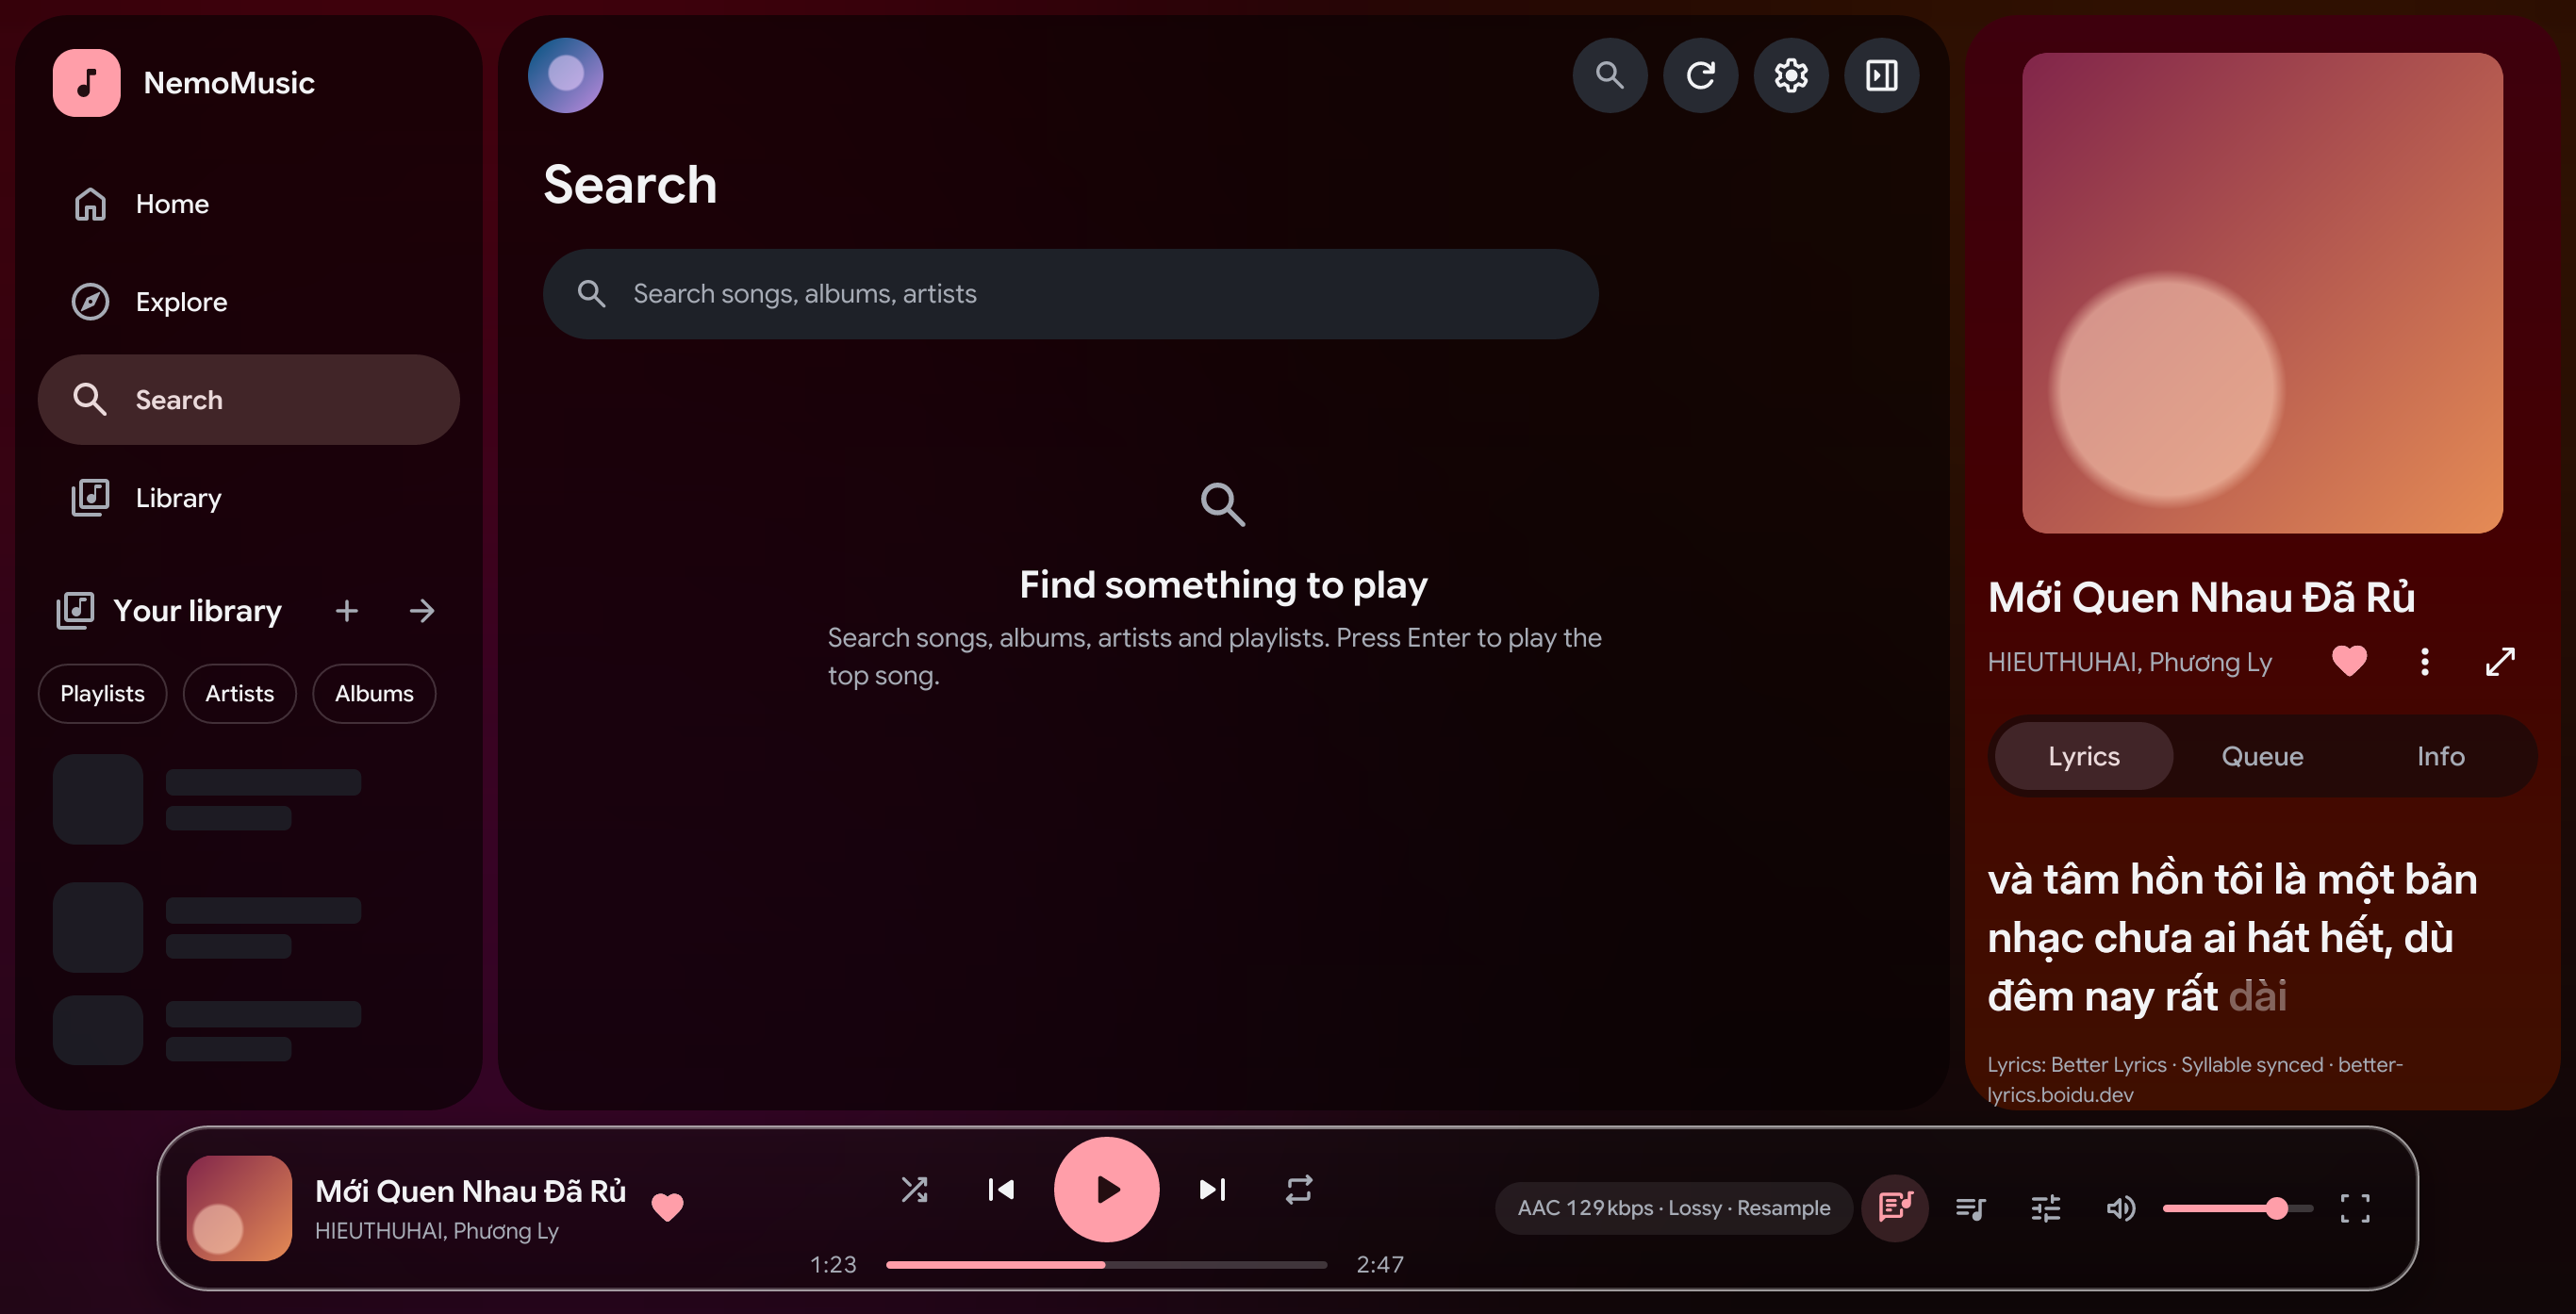 NemoMusic
Home
Explore
Search
Library
Your library
Playlists
Artists
Albums
Search
Search songs, albums, artists
Find something to play
Search songs, albums, artists and playlists. Press Enter to play the
top song.
Mới Quen Nhau Đã Rủ
HIEUTHUHAI, Phương Ly
Lyrics
Queue
Info
và tâm hồn tôi là một bản
nhạc chưa ai hát hết, dù
đêm nay rất dài
Lyrics: Better Lyrics · Syllable synced · better-
lyrics.boidu.dev
Mới Quen Nhau Đã Rủ
HIEUTHUHAI, Phương Ly
1:23
2:47
AAC 129kbps · Lossy · Resample